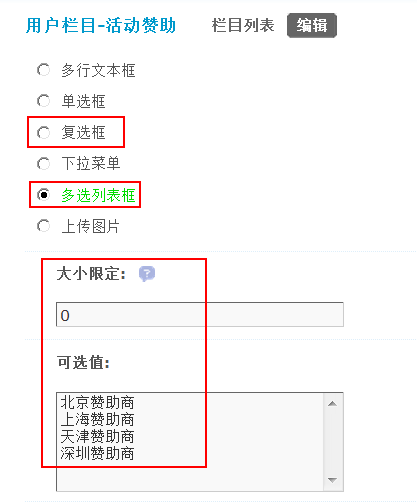 用户栏目-活动赞助 栏目列表 编辑
多行文本框
单选框
复选框
下拉菜单
多选列表框
上传图片
大小限定: ?
0
可选值:
北京赞助商
上海赞助商
天津赞助商
深圳赞助商